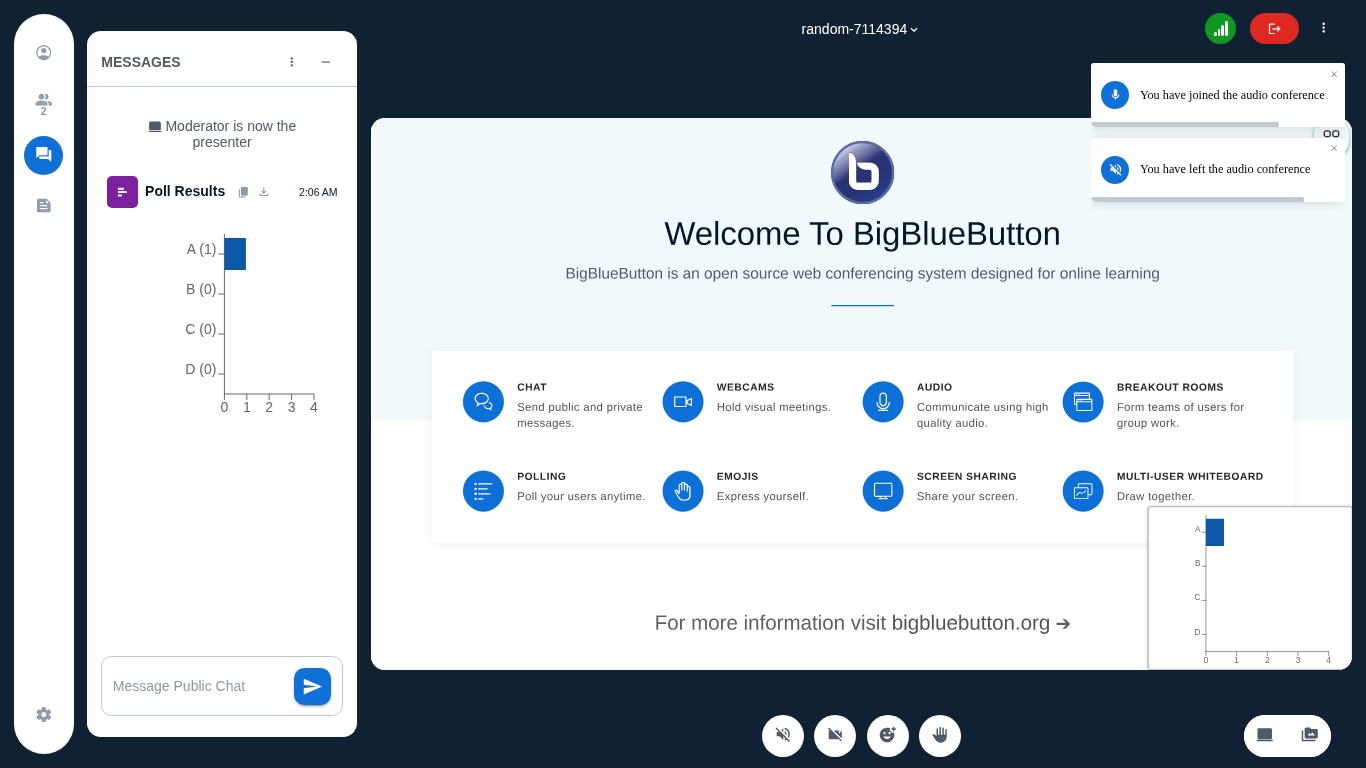 random-7114394
2
MESSAGES
Moderator is now the
presenter
Poll Results
2:06 AM
A (1)
B (0)
C (0)
D (0)
0 1 2 3 4
Message Public Chat
You have joined the audio conference
You have left the audio conference
Welcome To BigBlueButton
BigBlueButton is an open source web conferencing system designed for online learning
CHAT
Send public and private
messages.
WEBCAMS
Hold visual meetings.
AUDIO
Communicate using high
quality audio.
BREAKOUT ROOMS
Form teams of users for
group work.
POLLING
Poll your users anytime.
EMOJIS
Express yourself.
SCREEN SHARING
Share your screen.
MULTI-USER WHITEBOARD
Draw together.
For more information visit bigbluebutton.org ➔
A
B
C
D
0 1 2 3 4